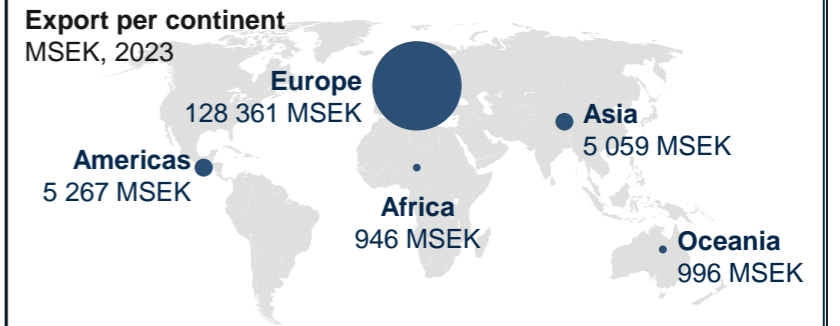 Export per continent
MSEK, 2023
Europe
128 361 MSEK
Asia
5 059 MSEK
Americas
5 267 MSEK
Africa
946 MSEK
Oceania
996 MSEK